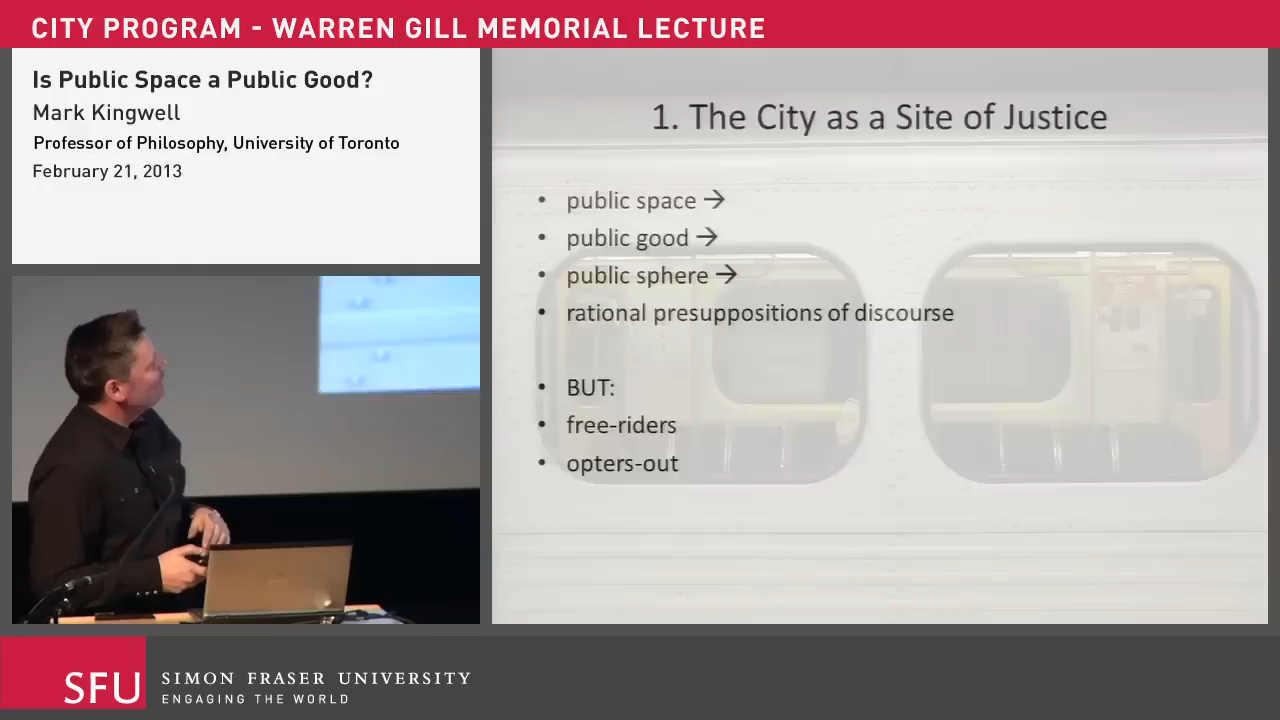 CITY PROGRAM - WARREN GILL MEMORIAL LECTURE
Is Public Space a Public Good?
Mark Kingwell
Professor of Philosophy, University of Toronto
February 21, 2013
1. The City as a Site of Justice
• public space →
• public good →
• public sphere →
• rational presuppositions of discourse
• BUT:
• free-riders
• opters-out
SFU
SIMON FRASER UNIVERSITY
ENGAGING THE WORLD